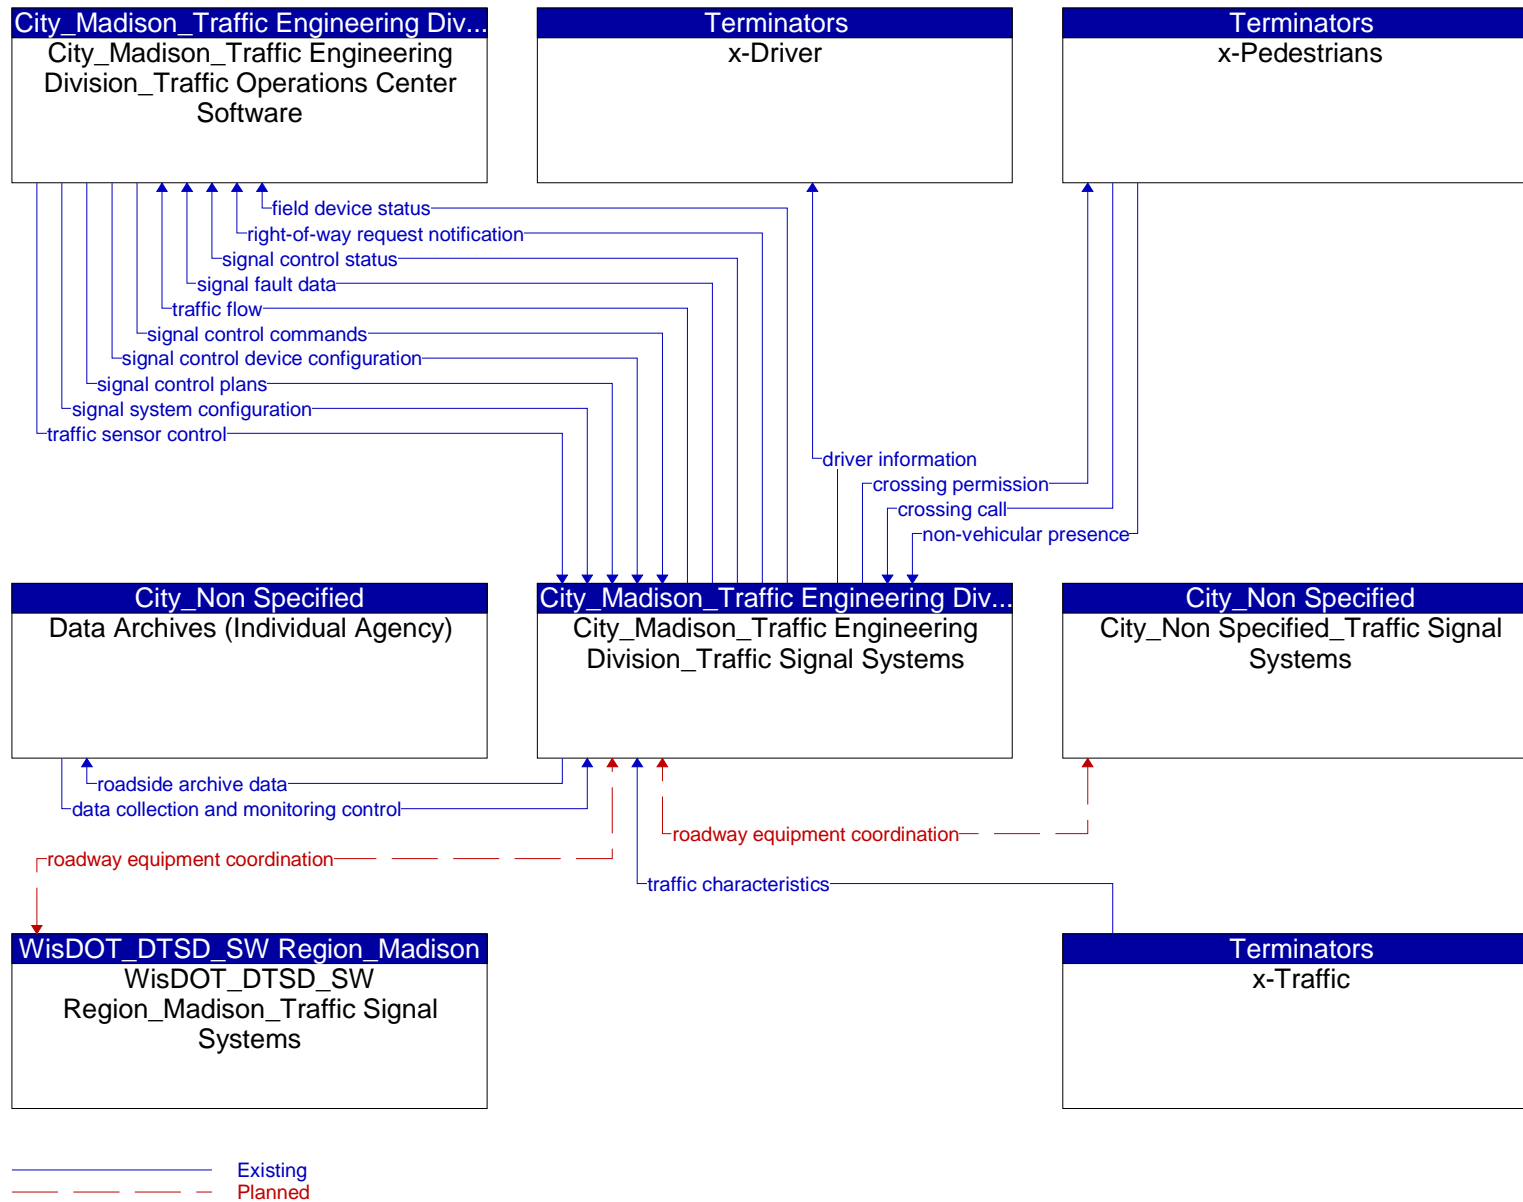 City_Madison_Traffic Engineering Div...
City_Madison_Traffic Engineering
Division_Traffic Operations Center
Software
Terminators
x-Driver
Terminators
x-Pedestrians
field device status
right-of-way request notification
signal control status
signal fault data
traffic flow
signal control commands
signal control device configuration
signal control plans
signal system configuration
traffic sensor control
driver information
crossing permission
crossing call
non-vehicular presence
City_Non Specified
Data Archives (Individual Agency)
City_Madison_Traffic Engineering Div...
City_Madison_Traffic Engineering
Division_Traffic Signal Systems
City_Non Specified
City_Non Specified_Traffic Signal
Systems
roadside archive data
data collection and monitoring control
roadway equipment coordination
roadway equipment coordination
traffic characteristics
WisDOT_DTSD_SW Region_Madison
WisDOT_DTSD_SW
Region_Madison_Traffic Signal
Systems
Terminators
x-Traffic
Existing
Planned